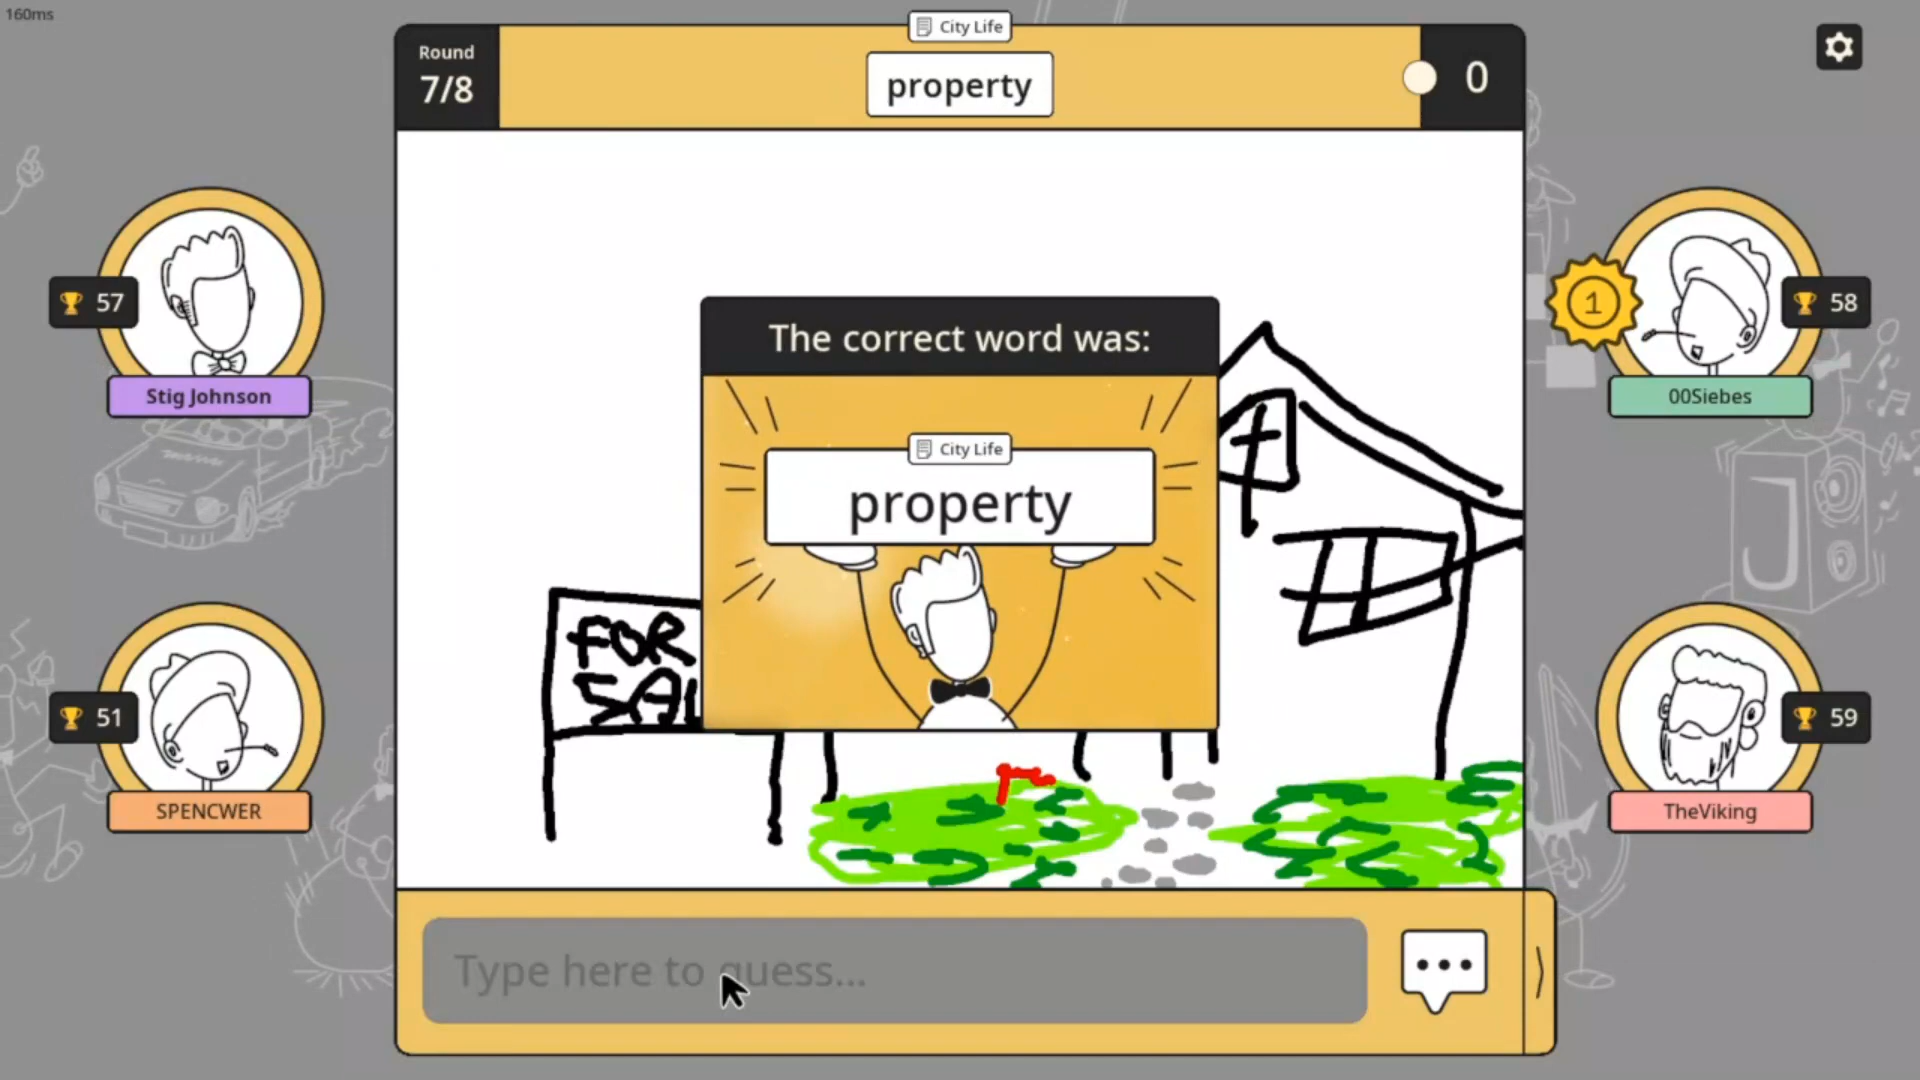 160ms
City Life
Round
7/8
property
0
57
Stig Johnson
1
58
00Siebes
The correct word was:
City Life
property
FOR
SAL
51
SPENCWER
59
TheViking
J
Type here to guess...